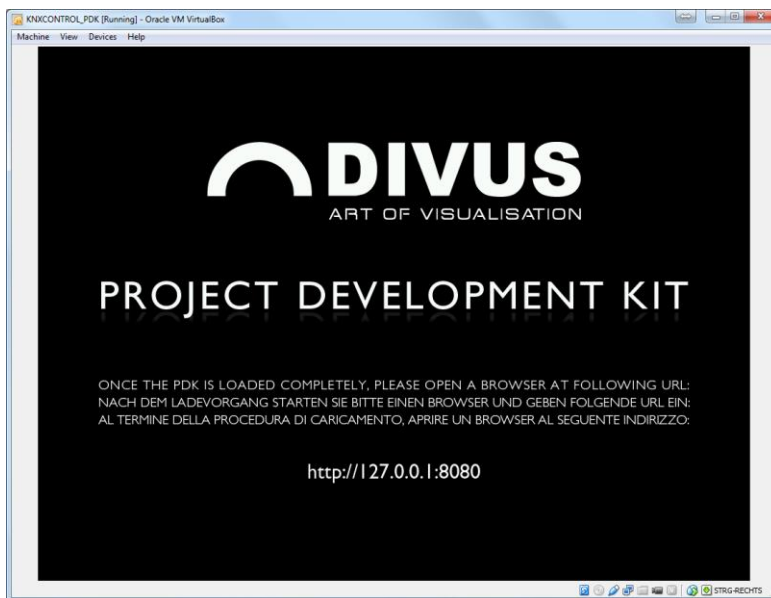 KNXCONTROL_PDK [Running] - Oracle VM VirtualBox
Machine View Devices Help
DIVUS
ART OF VISUALISATION
PROJECT DEVELOPMENT KIT
ONCE THE PDK IS LOADED COMPLETELY, PLEASE OPEN A BROWSER AT FOLLOWING URL:
NACH DEM LADEVORGANG STARTEN SIE BITTE EINEN BROWSER UND GEBEN FOLGENDE URL EIN:
AL TERMINE DELLA PROCEDURA DI CARICAMENTO, APRIRE UN BROWSER AL SEGUENTE INDIRIZZO:
http://127.0.0.1:8080
STRG-RECHTS